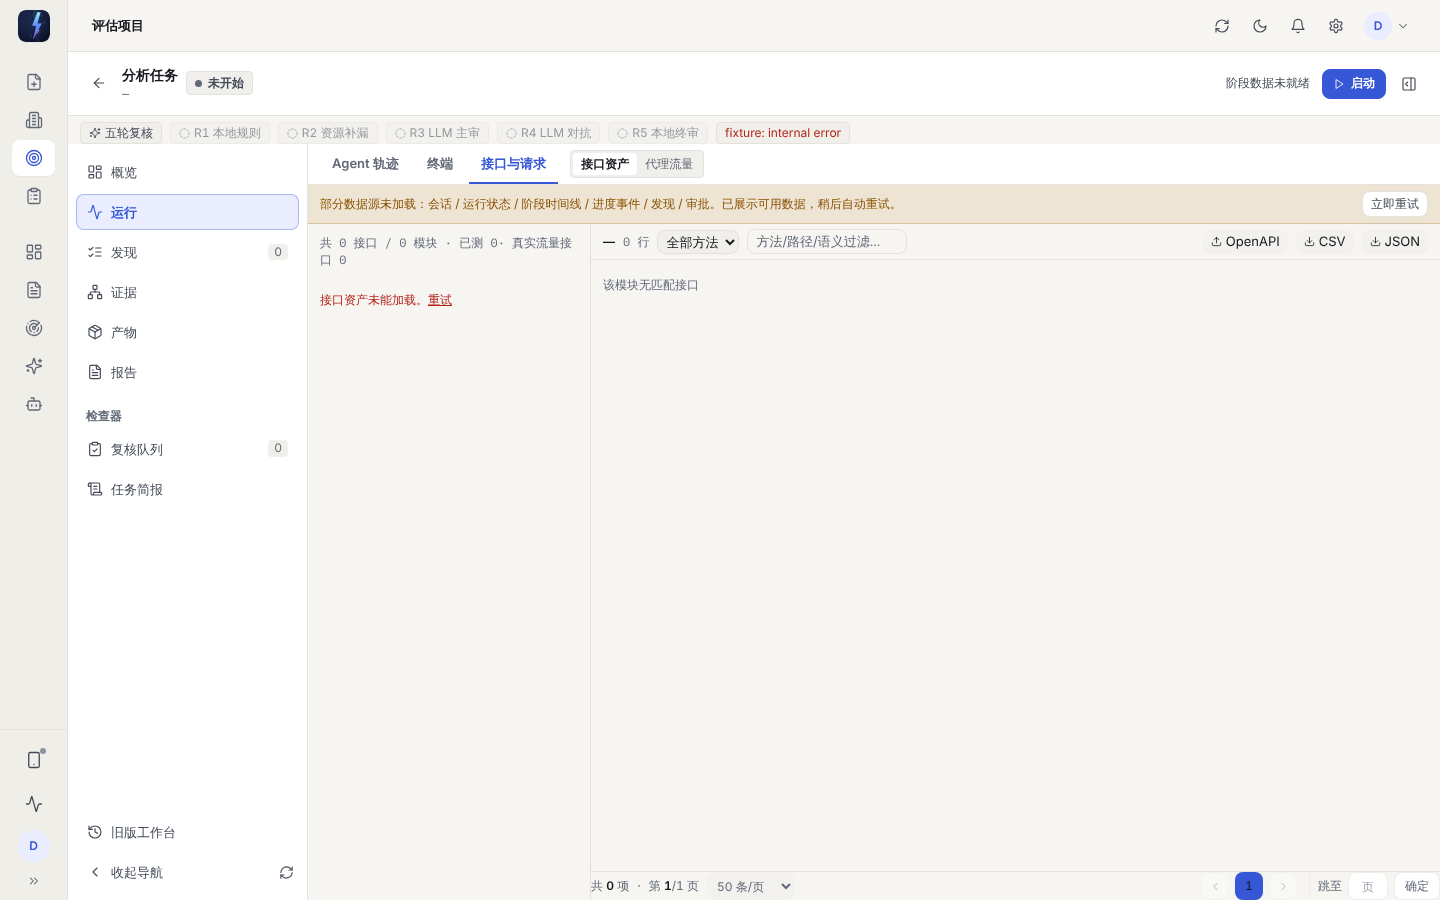 评估项目
D
分析任务
—
未开始
阶段数据未就绪
启动
五轮复核
R1 本地规则
R2 资源补漏
R3 LLM 主审
R4 LLM 对抗
R5 本地终审
fixture: internal error
概览
运行
发现
0
证据
产物
报告
检查器
复核队列
0
任务简报
旧版工作台
收起导航
D
Agent 轨迹
终端
接口与请求
接口资产
代理流量
部分数据源未加载：会话 / 运行状态 / 阶段时间线 / 进度事件 / 发现 / 审批。已展示可用数据，稍后自动重试。
立即重试
共 0 接口 / 0 模块 · 已测 0· 真实流量接
口 0
接口资产未能加载。重试
— 0 行
全部方法
方法/路径/语义过滤...
OpenAPI
CSV
JSON
该模块无匹配接口
共 0 项 · 第 1/1 页
50 条/页
1
跳至
页
确定